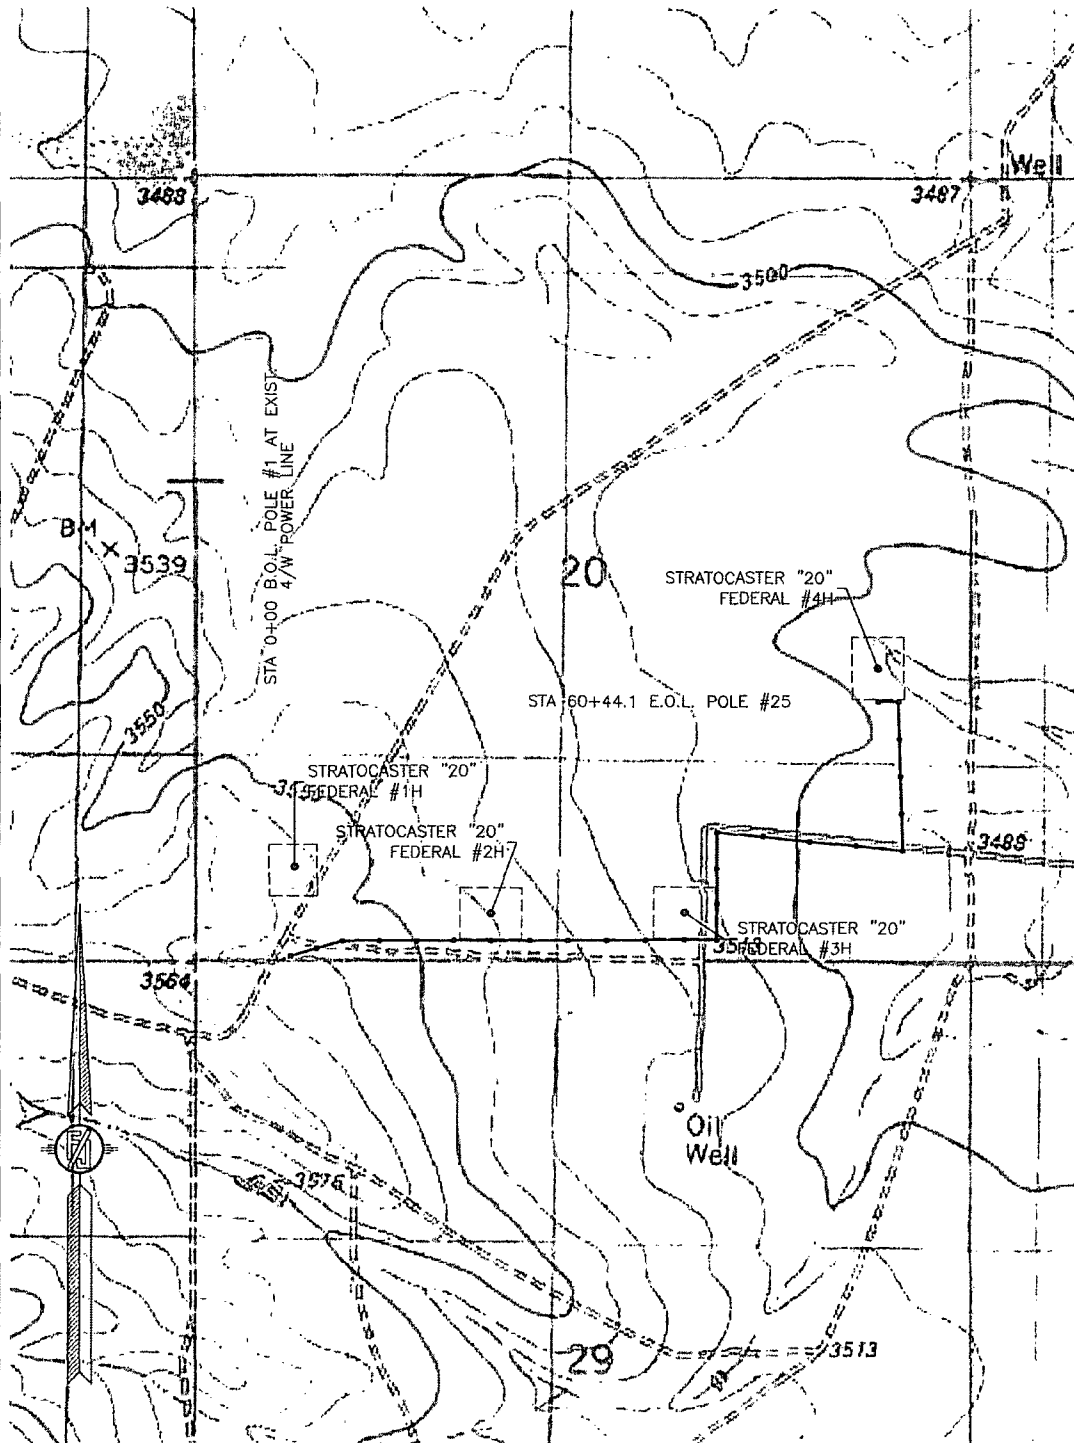 Well
3488
3487
3500
STA 0+00 B.O.L. POLE #1 AT EXIST
4/W POWER LINE
BM
3539
20
STRATOCASTER "20"
FEDERAL #4H
STA 60+44.1 E.O.L. POLE #25
3550
STRATOCASTER "20"
FEDERAL #1H
STRATOCASTER "20"
FEDERAL #2H
3488
STRATOCASTER "20"
FEDERAL #3H
3564
Oil
Well
3576
3513
29